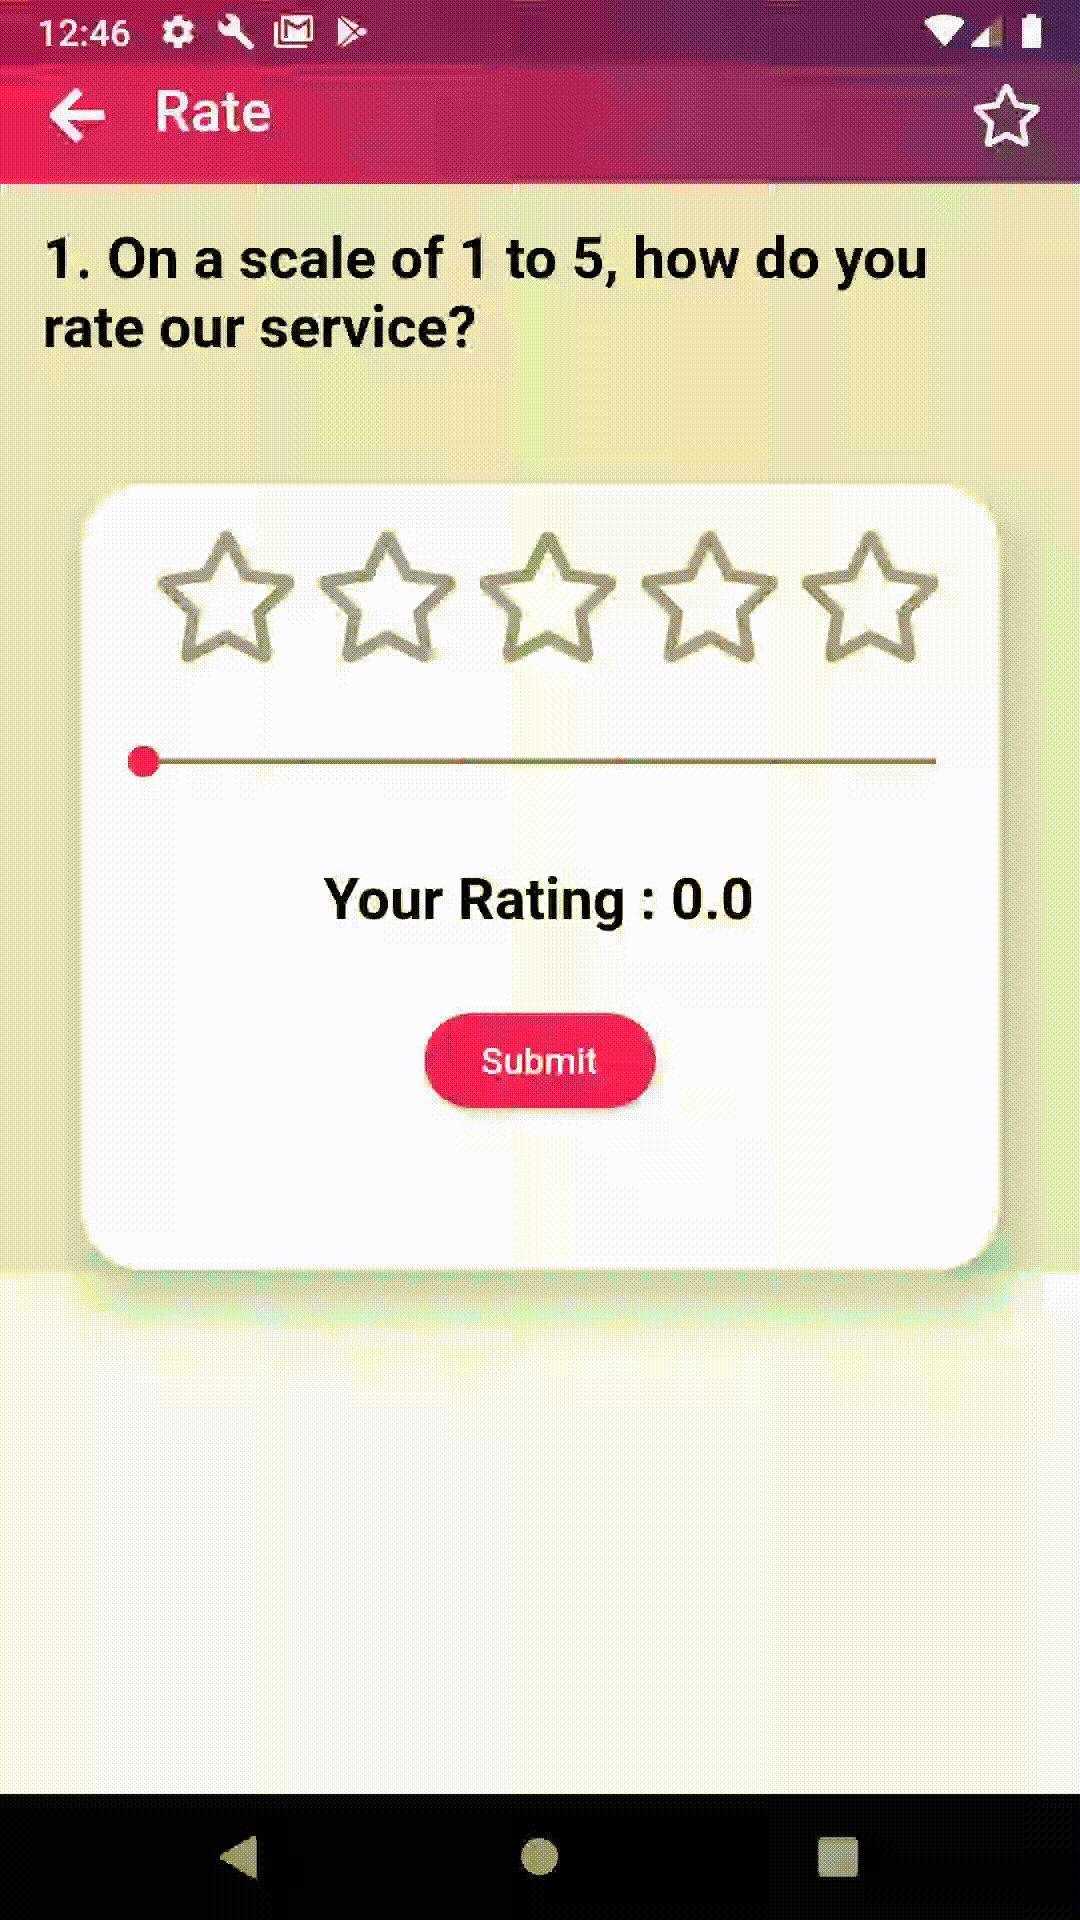 12:46
Rate
1. On a scale of 1 to 5, how do you
rate our service?
Your Rating : 0.0
Submit